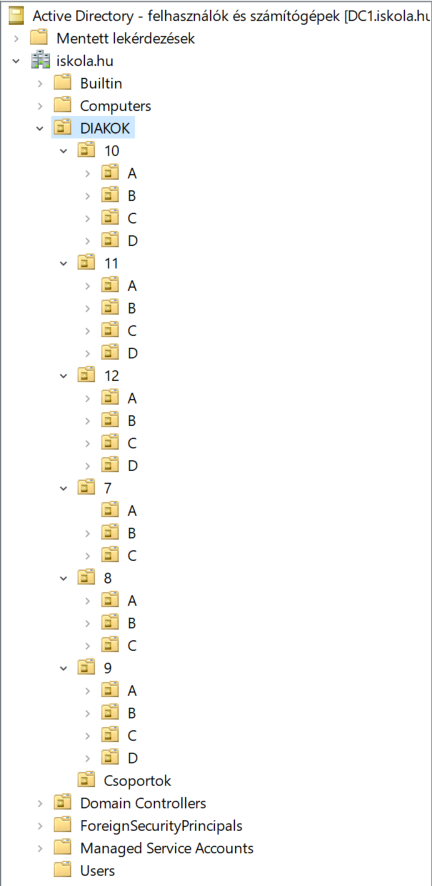 Active Directory - felhasználók és számítógépek [DC1.iskola.hu
Mentett lekérdezések
iskola.hu
Builtin
Computers
DIAKOK
10
A
B
C
D
11
A
B
C
D
12
A
B
C
D
7
A
B
C
8
A
B
C
9
A
B
C
D
Csoportok
Domain Controllers
ForeignSecurityPrincipals
Managed Service Accounts
Users